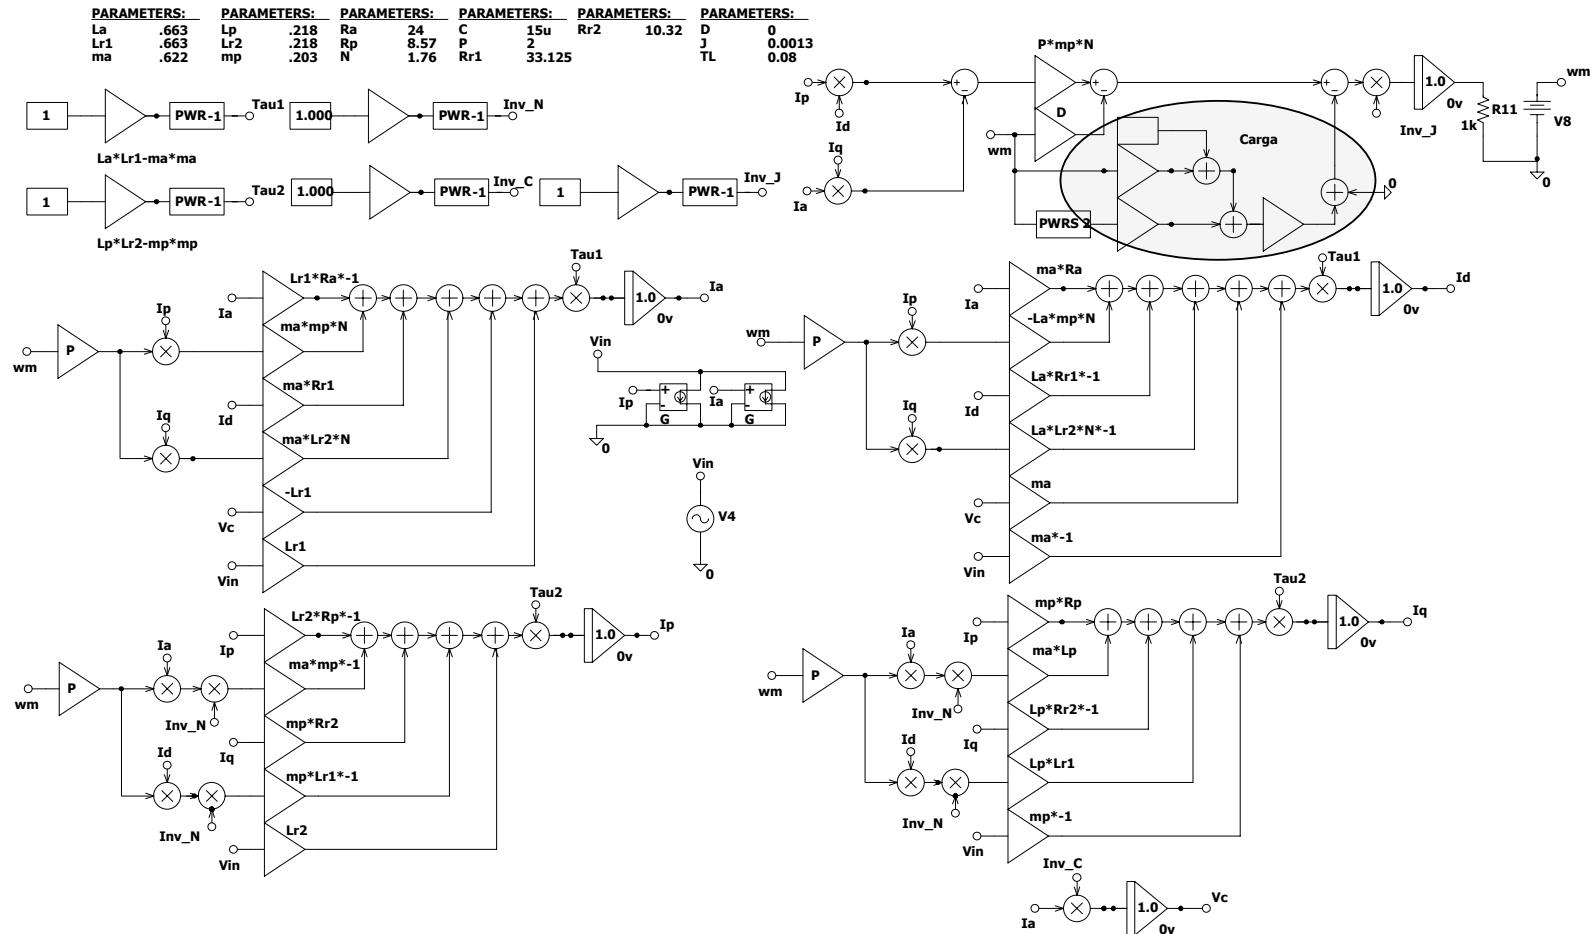 PARAMETERS: PARAMETERS: PARAMETERS: PARAMETERS: PARAMETERS: PARAMETERS:
La .663 Lp .218 Ra 24 C 15u Rr2 10.32 D 0
Lr1 .663 Lr2 .218 Rp 8.57 P 2 J 0.0013
ma .622 mp .203 N 1.76 Rr1 33.125 TL 0.08
1 PWR-1 Tau1
La*Lr1-ma*ma
1.000 PWR-1 Inv_N
1 PWR-1 Tau2
Lp*Lr2-mp*mp
1.000 PWR-1 Inv_C
1 PWR-1 Inv_J
P*mp*N
Ip
Id
Iq
Ia
wm
D
PWRS 2
Carga
0
Inv_J
1.0
0v
R11
1k
V8
wm
0
Tau1
Lr1*Ra*-1
Ia
ma*mp*N
Ip
P
wm
ma*Rr1
Id
Iq
ma*Lr2*N
-Lr1
Vc
Lr1
Vin
1.0
0v
Ia
Vin
Ip
G
Ia
G
0
Vin
V4
0
Tau1
ma*Ra
Ia
-La*mp*N
Ip
wm
P
La*Rr1*-1
Id
Iq
La*Lr2*N*-1
ma
Vc
ma*-1
Vin
1.0
0v
Id
Tau2
Lr2*Rp*-1
Ip
Ia
ma*mp*-1
P
wm
Inv_N
mp*Rr2
Iq
Id
mp*Lr1*-1
Inv_N
Lr2
Vin
1.0
0v
Ip
Tau2
mp*Rp
Ip
Ia
ma*Lp
P
wm
Inv_N
Lp*Rr2*-1
Iq
Id
Lp*Lr1
Inv_N
mp*-1
Vin
1.0
0v
Iq
Inv_C
Ia
1.0
0v
Vc